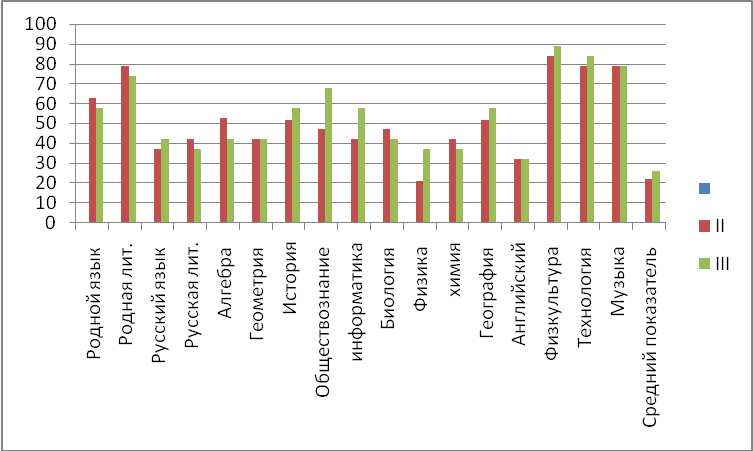 100
90
80
70
60
50
40
30
20
10
0
Родной язык
Родная лит.
Русский язык
Русская лит.
Алгебра
Геометрия
История
Обществознание
информатика
Биология
Физика
химия
География
Английский
Физкультура
Технология
Музыка
Средний показатель
II
III